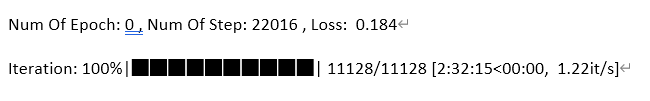 Num Of Epoch: 0 , Num Of Step: 22016 , Loss:  0.184↵
Iteration: 100%|██████████| 11128/11128 [2:32:15<00:00,  1.22it/s]↵